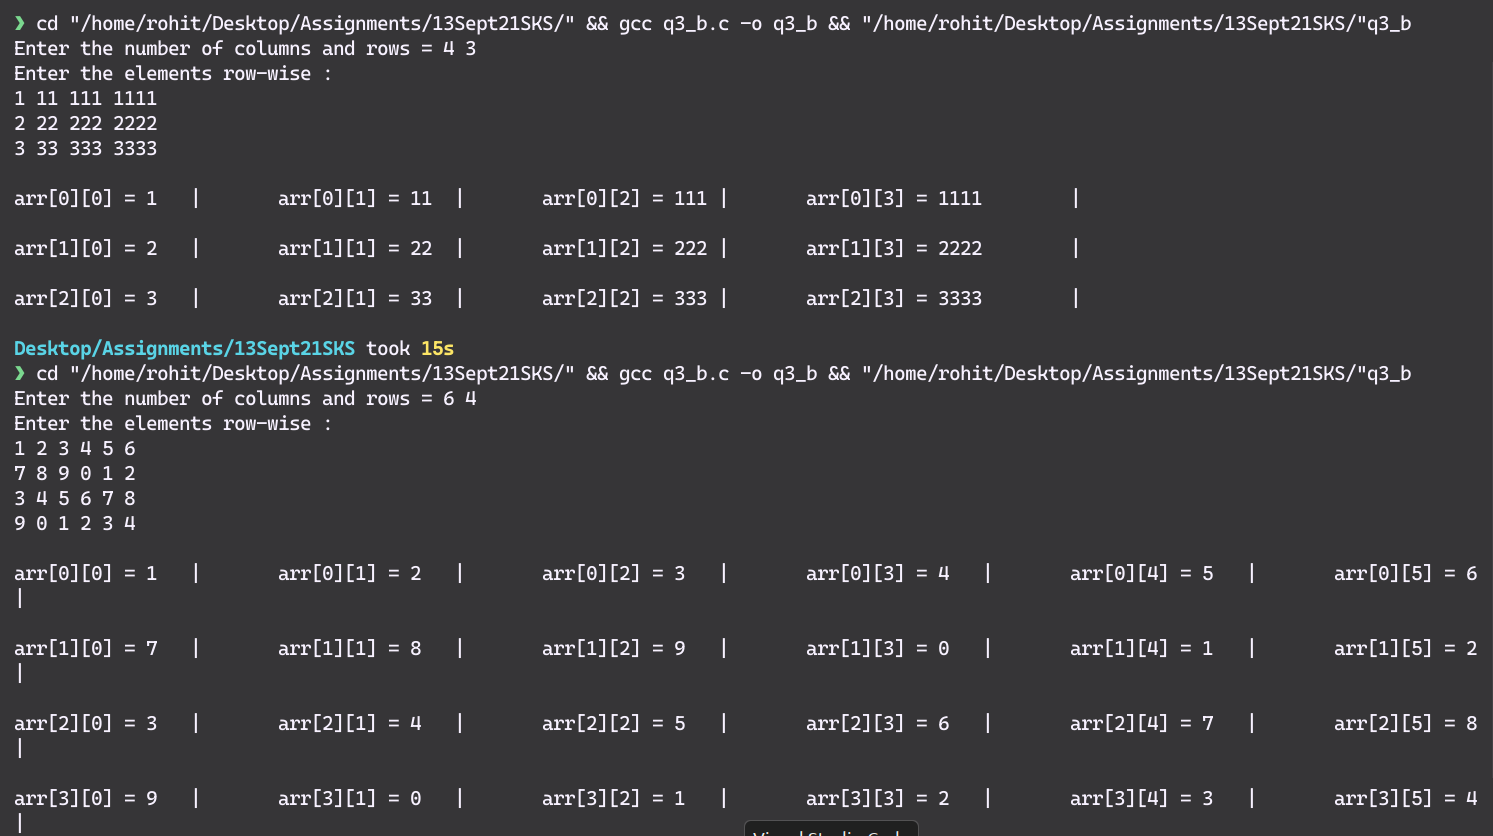 ❯ cd "/home/rohit/Desktop/Assignments/13Sept21SKS/" && gcc q3_b.c -o q3_b && "/home/rohit/Desktop/Assignments/13Sept21SKS/"q3_b
Enter the number of columns and rows = 4 3
Enter the elements row-wise :
1 11 111 1111
2 22 222 2222
3 33 333 3333
arr[0][0] = 1   |       arr[0][1] = 11  |       arr[0][2] = 111 |       arr[0][3] = 1111        |
arr[1][0] = 2   |       arr[1][1] = 22  |       arr[1][2] = 222 |       arr[1][3] = 2222        |
arr[2][0] = 3   |       arr[2][1] = 33  |       arr[2][2] = 333 |       arr[2][3] = 3333        |
Desktop/Assignments/13Sept21SKS took 15s
❯ cd "/home/rohit/Desktop/Assignments/13Sept21SKS/" && gcc q3_b.c -o q3_b && "/home/rohit/Desktop/Assignments/13Sept21SKS/"q3_b
Enter the number of columns and rows = 6 4
Enter the elements row-wise :
1 2 3 4 5 6
7 8 9 0 1 2
3 4 5 6 7 8
9 0 1 2 3 4
arr[0][0] = 1   |       arr[0][1] = 2   |       arr[0][2] = 3   |       arr[0][3] = 4   |       arr[0][4] = 5   |       arr[0][5] = 6
|
arr[1][0] = 7   |       arr[1][1] = 8   |       arr[1][2] = 9   |       arr[1][3] = 0   |       arr[1][4] = 1   |       arr[1][5] = 2
|
arr[2][0] = 3   |       arr[2][1] = 4   |       arr[2][2] = 5   |       arr[2][3] = 6   |       arr[2][4] = 7   |       arr[2][5] = 8
|
arr[3][0] = 9   |       arr[3][1] = 0   |       arr[3][2] = 1   |       arr[3][3] = 2   |       arr[3][4] = 3   |       arr[3][5] = 4
|
Visual Studio Code